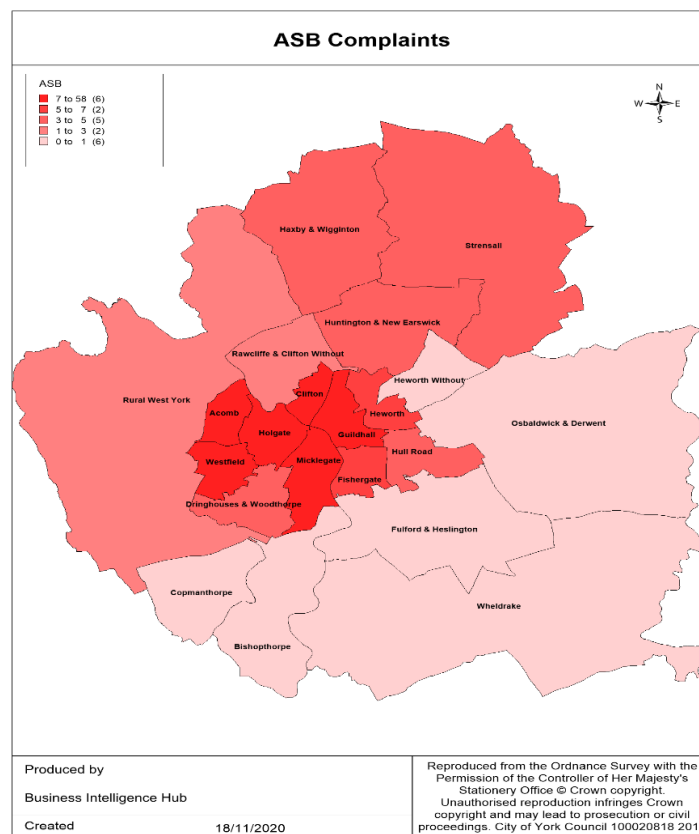 ASB Complaints
ASB
7 to 58 (6)
5 to 7 (2)
3 to 5 (5)
1 to 3 (2)
0 to 1 (6)
N
W E
S
Haxby & Wigginton
Strensall
Huntington & New Earswick
Rawcliffe & Clifton Without
Heworth Without
Rural West York
Clifton
Acomb
Heworth
Osbaldwick & Derwent
Holgate
Guildhall
Hull Road
Westfield
Micklegate
Fishergate
Dringhouses & Woodthorpe
Fulford & Heslington
Copmanthorpe
Wheldrake
Bishopthorpe
Produced by
Business Intelligence Hub
Created 18/11/2020
Reproduced from the Ordnance Survey with the
Permission of the Controller of Her Majesty's
Stationery Office © Crown copyright.
Unauthorised reproduction infringes Crown
copyright and may lead to prosecution or civil
proceedings. City of York Council 100020818 201